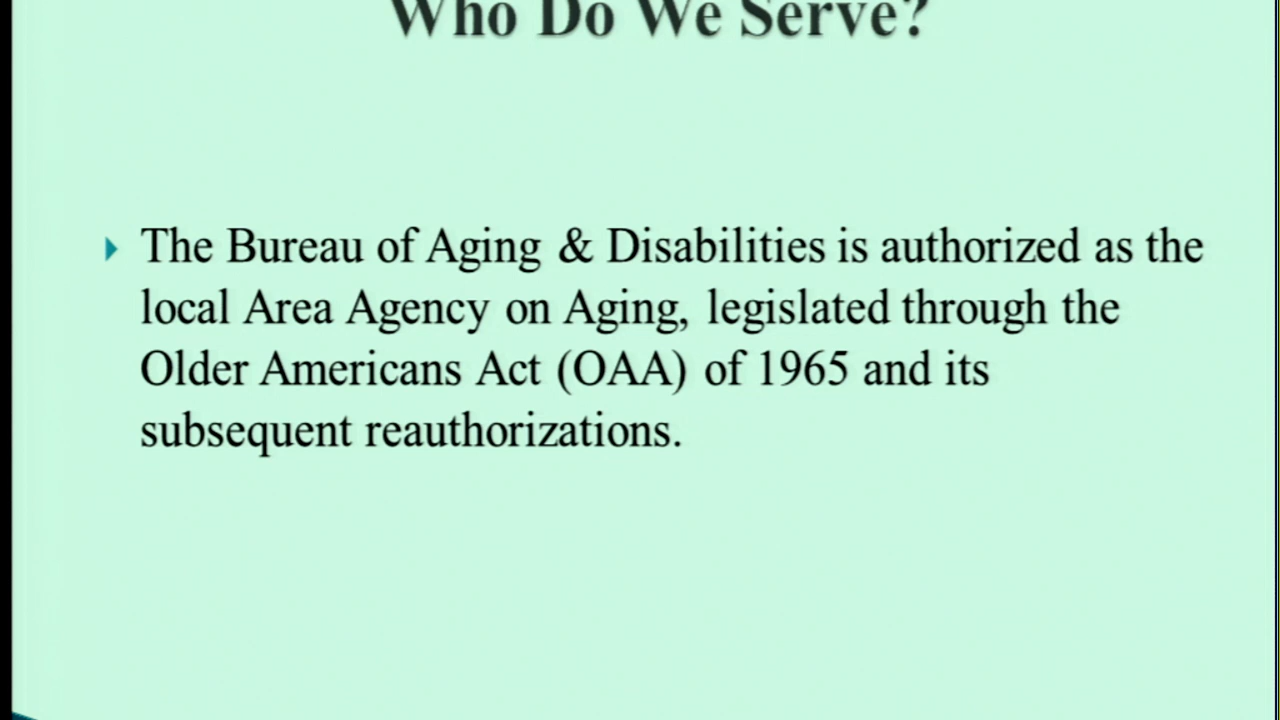 Who Do We Serve?
The Bureau of Aging & Disabilities is authorized as the
local Area Agency on Aging, legislated through the
Older Americans Act (OAA) of 1965 and its
subsequent reauthorizations.